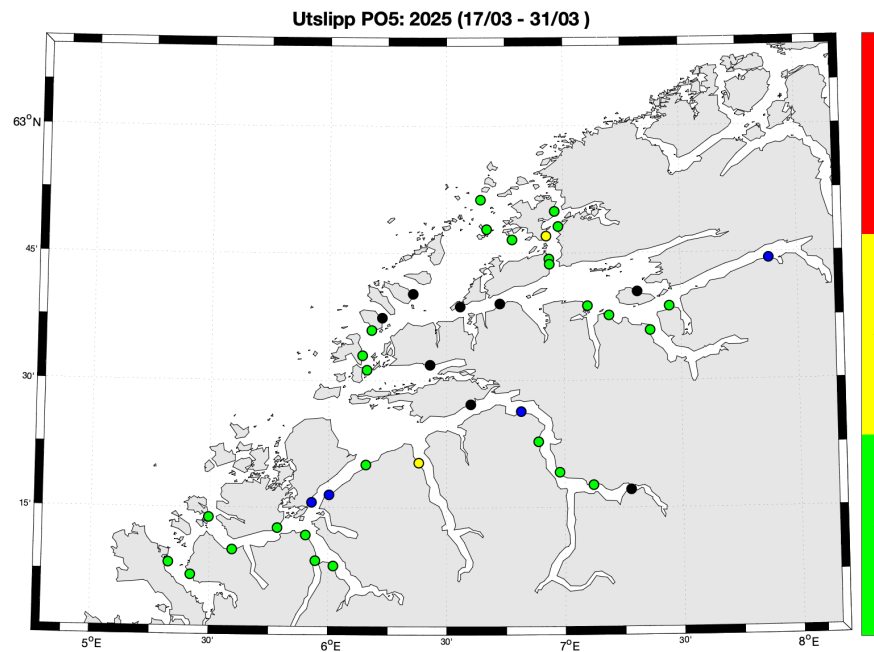 Utslipp PO5: 2025 (17/03 - 31/03 )
63°N
45'
30'
15'
5°E
30'
6°E
30'
7°E
30'
8°E